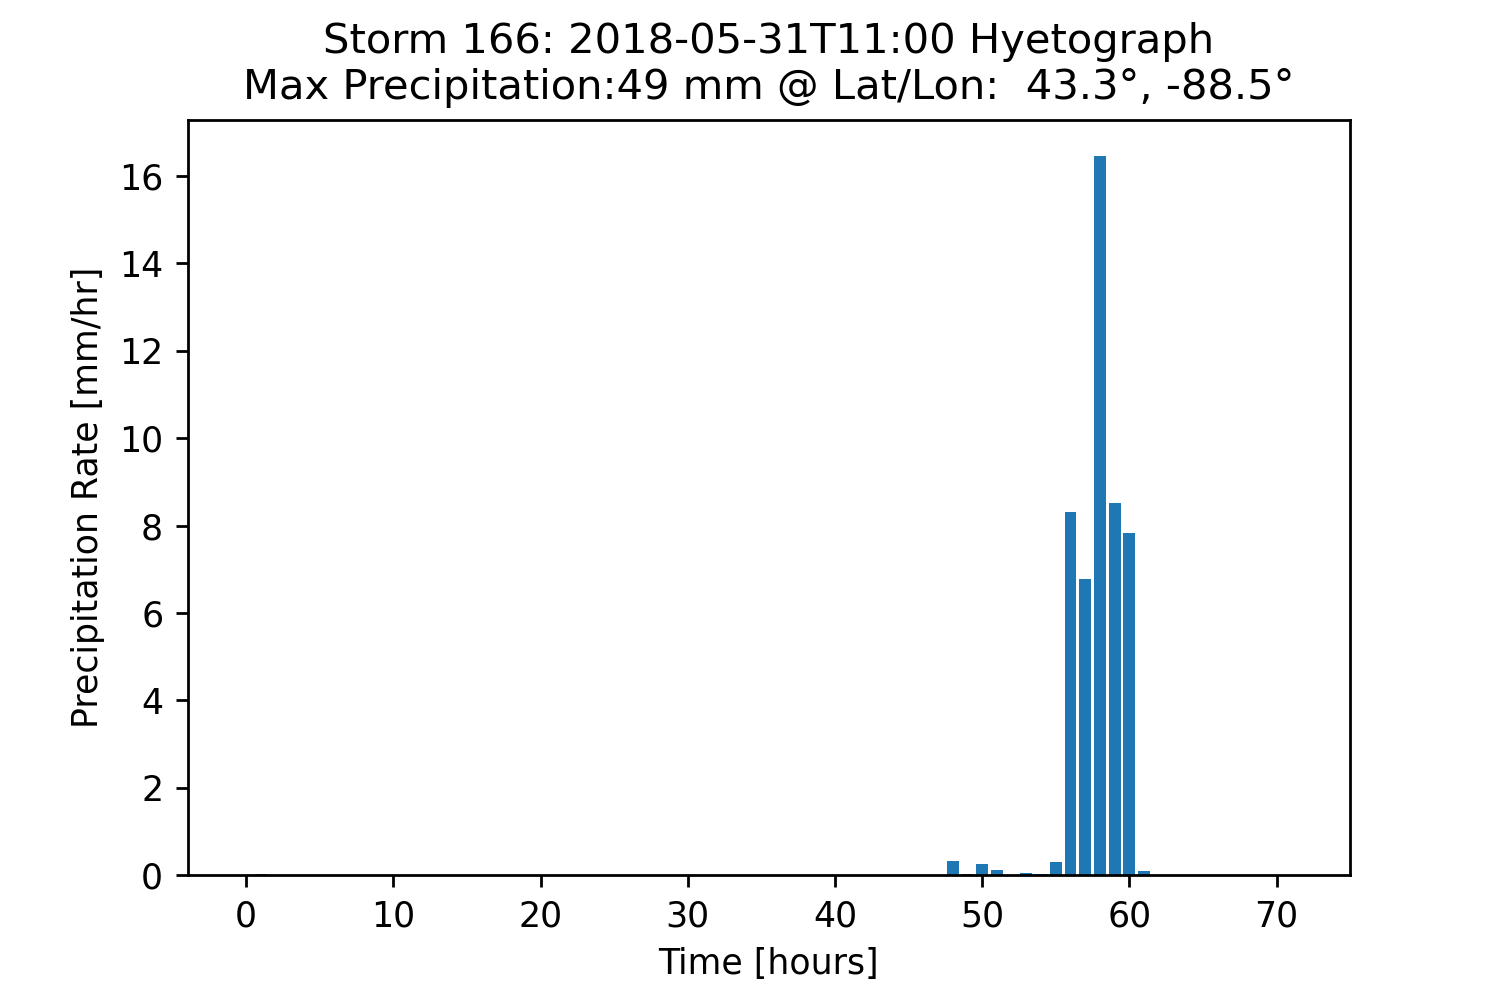 Storm 166: 2018-05-31T11:00 Hyetograph
Max Precipitation:49 mm @ Lat/Lon:  43.3°, -88.5°
Precipitation Rate [mm/hr]
16
14
12
10
8
6
4
2
0
0 10 20 30 40 50 60 70
Time [hours]